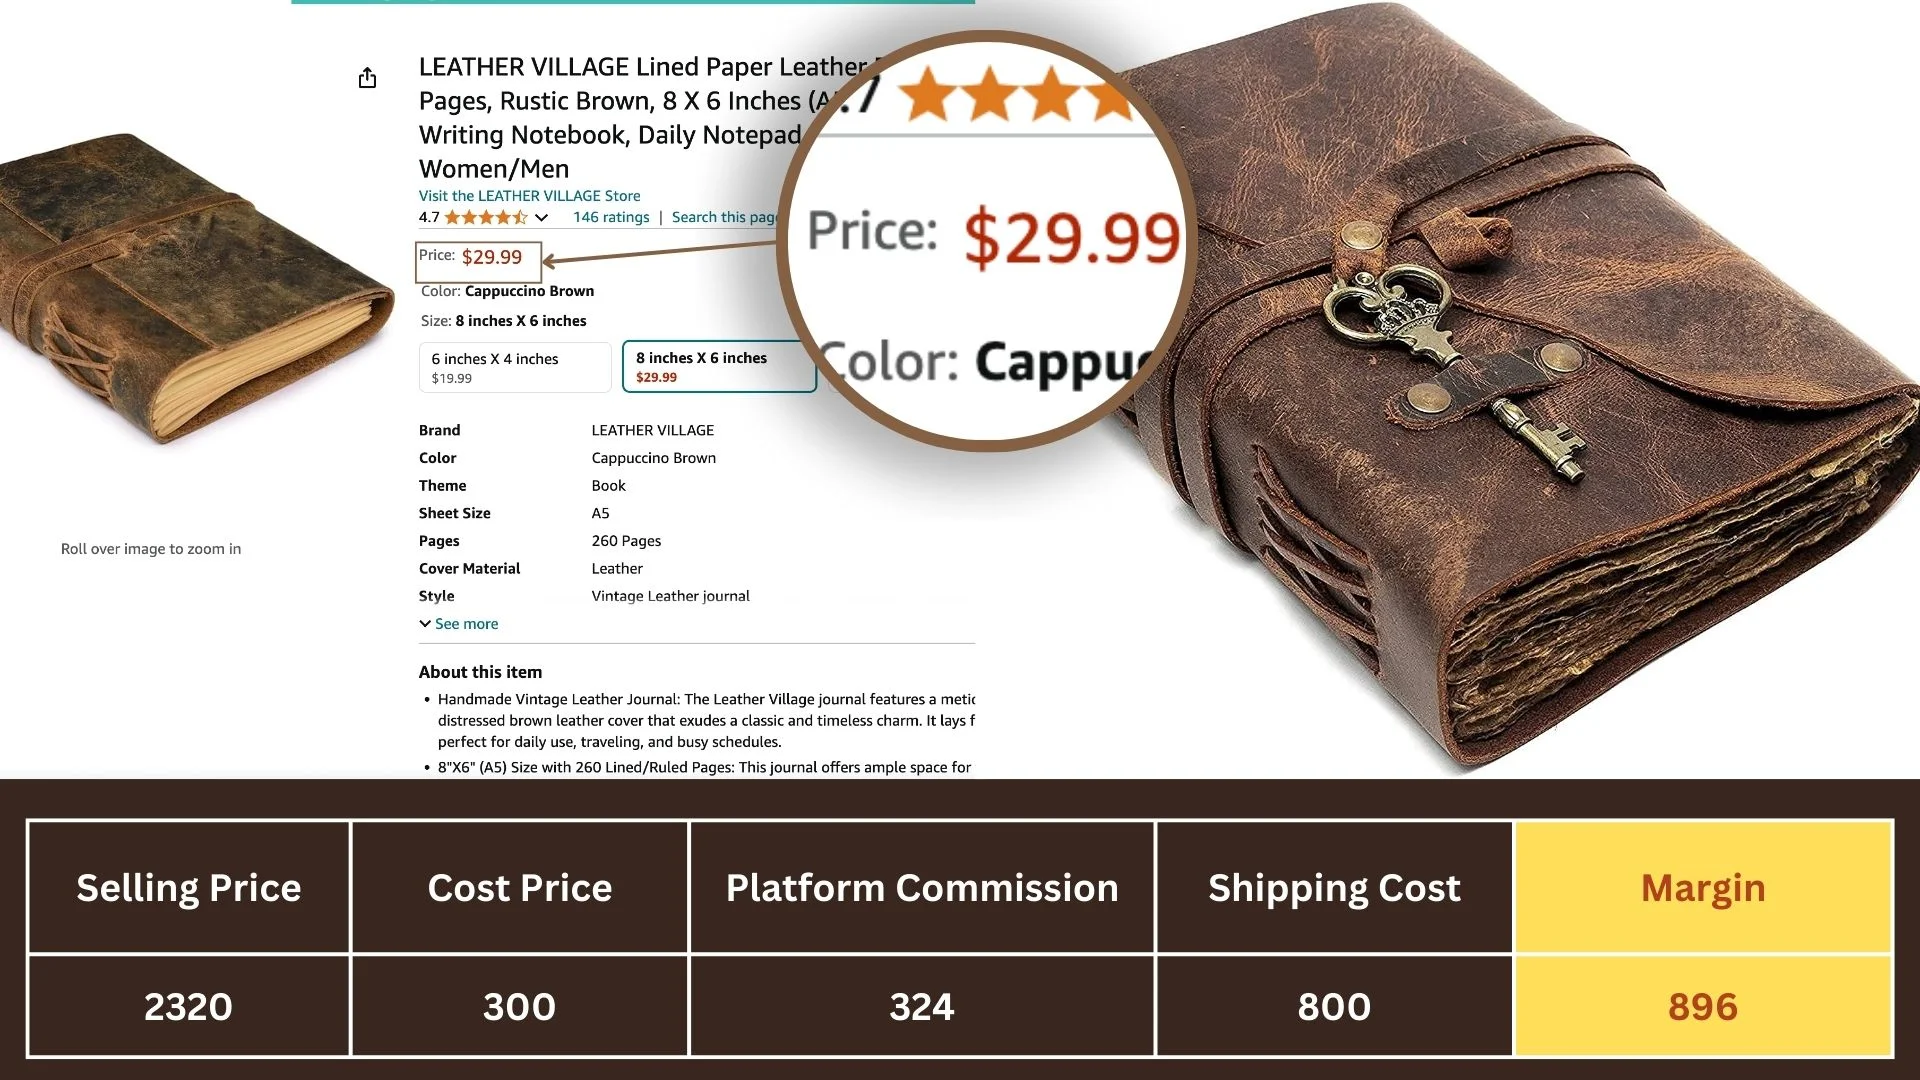 LEATHER VILLAGE Lined Paper Leather
Pages, Rustic Brown, 8 X 6 Inches (A
Writing Notebook, Daily Notepad
Women/Men
Visit the LEATHER VILLAGE Store
4.7 146 ratings | Search this page
Price: $29.99
Color: Cappuccino Brown
Size: 8 inches X 6 inches
6 inches X 4 inches
$19.99
8 inches X 6 inches
$29.99
.7
Price: $29.99
Color: Cappuc
Brand LEATHER VILLAGE
Color Cappuccino Brown
Theme Book
Sheet Size A5
Pages 260 Pages
Cover Material Leather
Style Vintage Leather journal
See more
Roll over image to zoom in
About this item
• Handmade Vintage Leather Journal: The Leather Village journal features a metic
distressed brown leather cover that exudes a classic and timeless charm. It lays f
perfect for daily use, traveling, and busy schedules.
• 8"X6" (A5) Size with 260 Lined/Ruled Pages: This journal offers ample space for
Selling Price Cost Price Platform Commission Shipping Cost Margin
2320 300 324 800 896